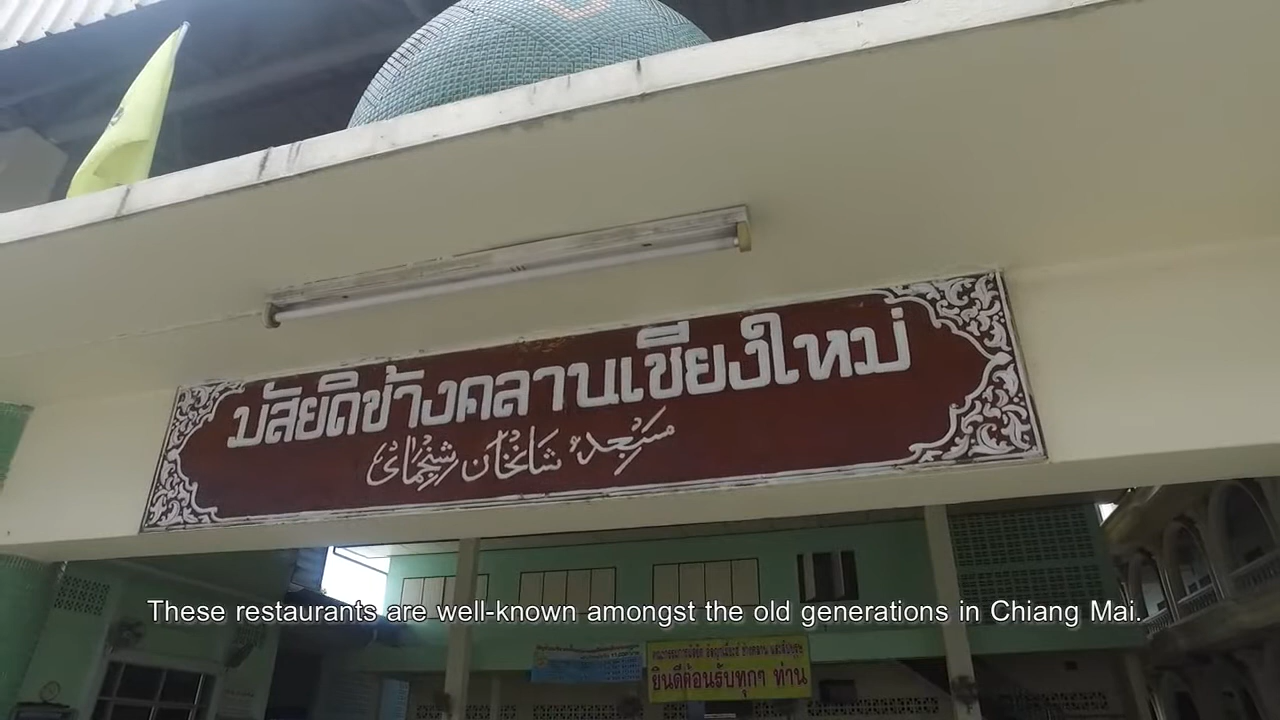 มัสยิดช้างคลานเชียงใหม่
مسجد شانخان شنجماى
These restaurants are well-known amongst the old generations in Chiang Mai.
ยินดีต้อนรับทุกๆ ท่าน